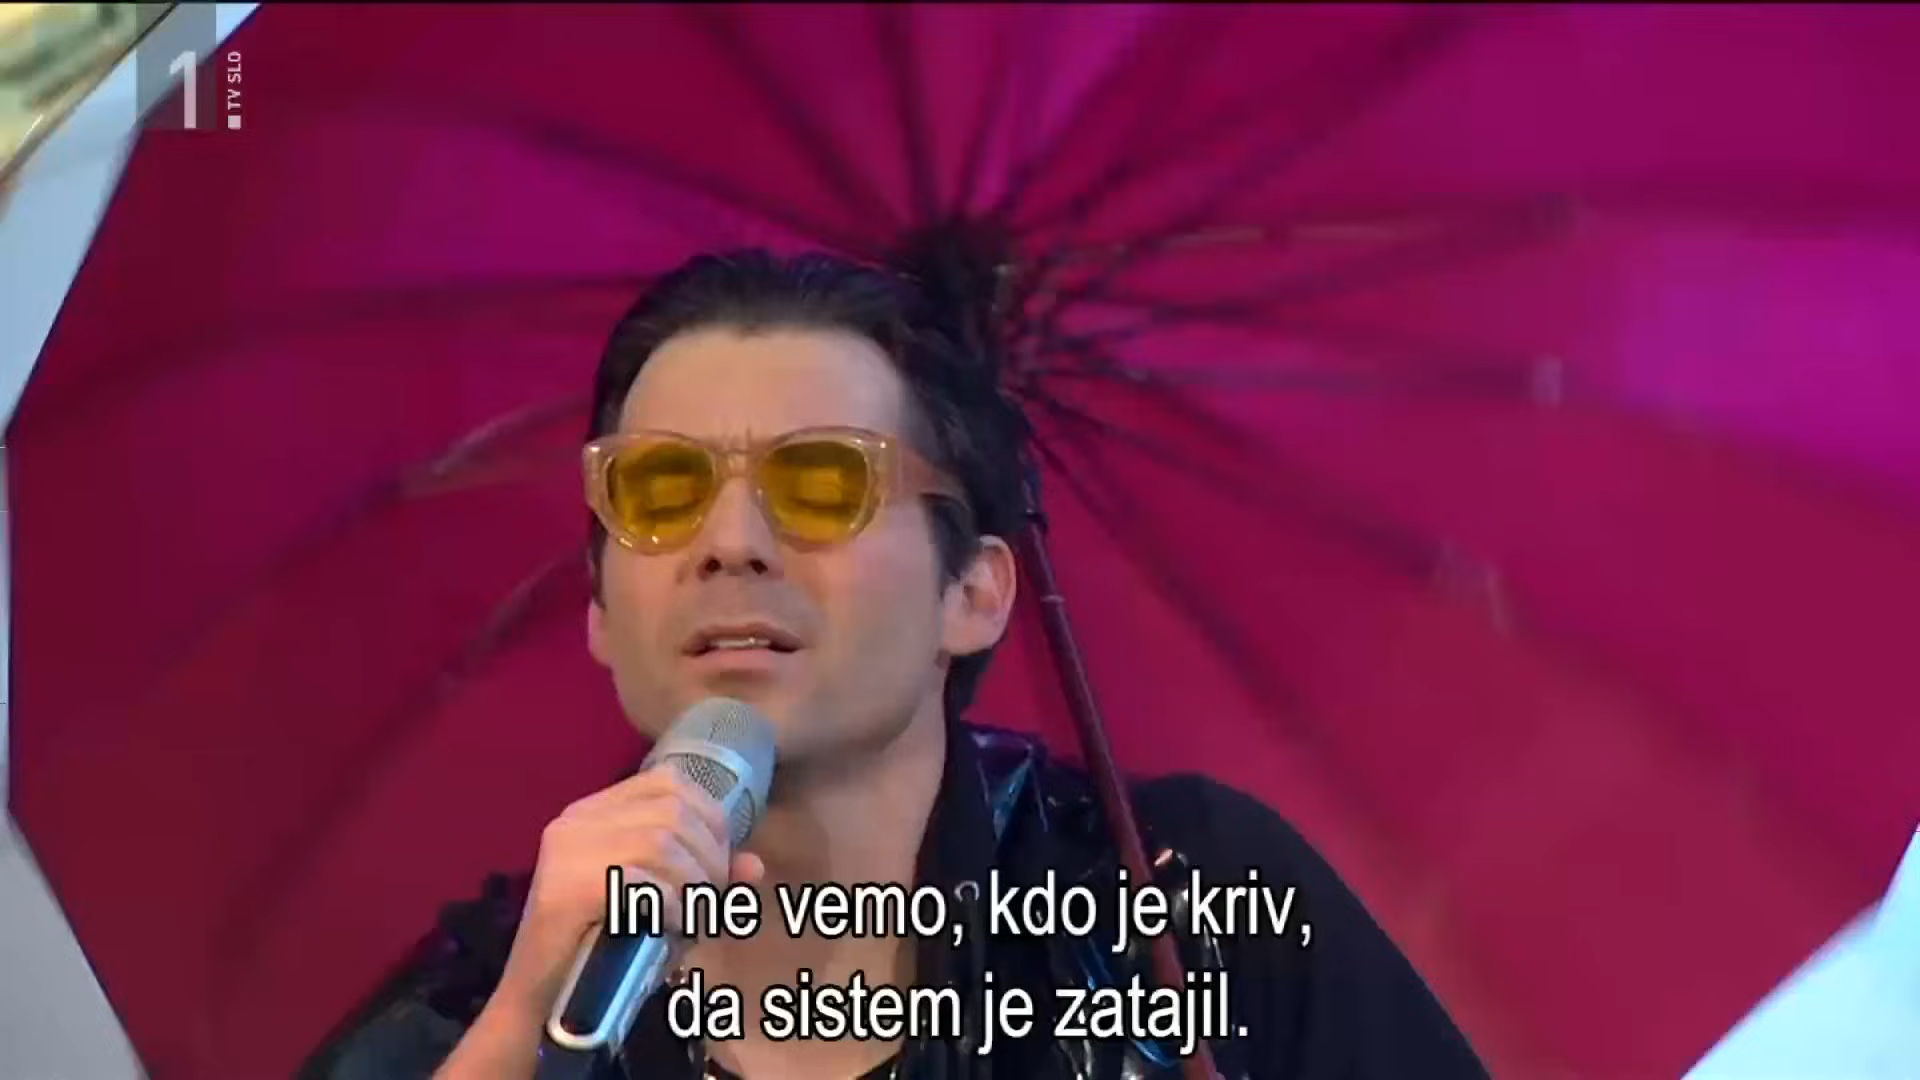 1
TV SLO
In ne vemo, kdo je kriv,
da sistem je zatajil.